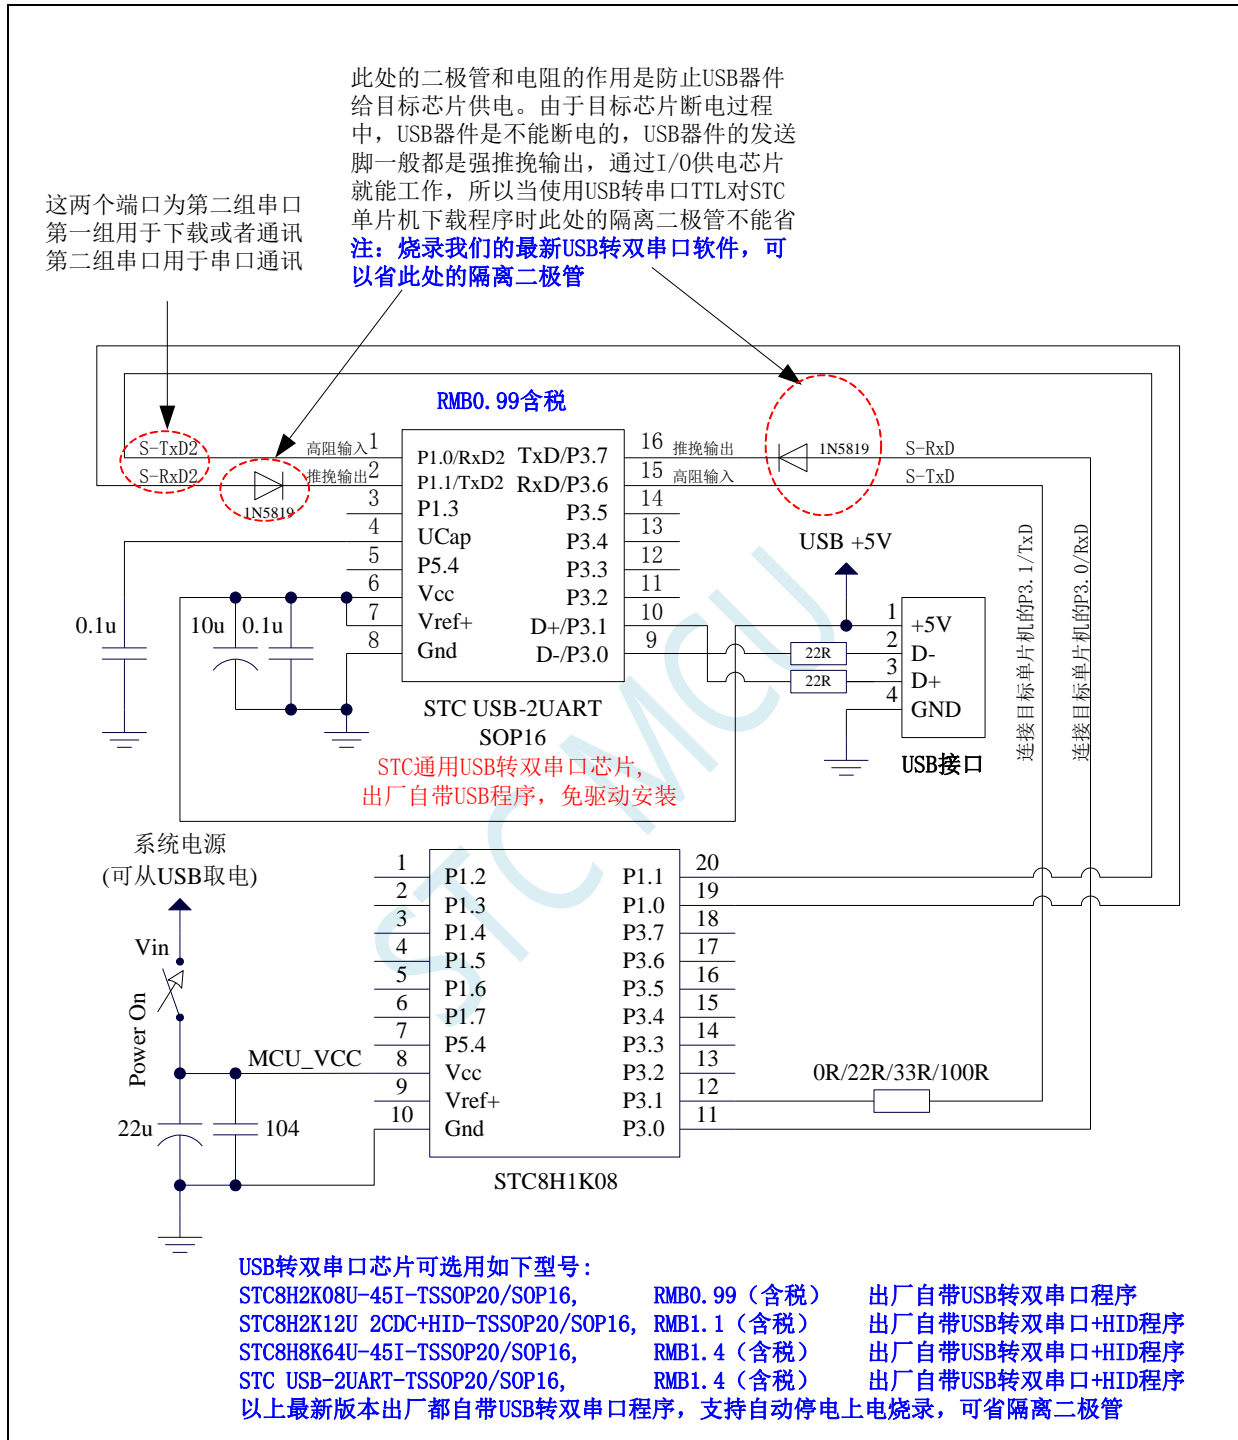 此处的二极管和电阻的作用是防止USB器件
给目标芯片供电。由于目标芯片断电过程
中，USB器件是不能断电的，USB器件的发送
脚一般都是强推挽输出，通过I/O供电芯片
就能工作，所以当使用USB转串口TTL对STC
单片机下载程序时此处的隔离二极管不能省
注：烧录我们的最新USB转双串口软件，可
以省此处的隔离二极管
这两个端口为第二组串口
第一组用于下载或者通讯
第二组串口用于串口通讯
RMB0.99含税
S-TxD2
高阻输入 1 P1.0/RxD2 TxD/P3.7 16 推挽输出
1N5819
S-RxD
S-RxD2
推挽输出 2 P1.1/TxD2 RxD/P3.6 15 高阻输入
S-TxD
1N5819
3 P1.3 P3.5 14
4 UCap P3.4 13
5 P5.4 P3.3 12
6 Vcc P3.2 11
7 Vref+ D+/P3.1 10
8 Gnd D-/P3.0 9
0.1u
10u
0.1u
STC USB-2UART
SOP16
STC通用USB转双串口芯片,
出厂自带USB程序，免驱动安装
USB +5V
1 +5V
2 D-
3 D+
4 GND
22R
22R
USB接口
连接目标单片机的P3.1/TxD
连接目标单片机的P3.0/RxD
STC MCU
系统电源
(可从USB取电)
Vin
Power On
MCU_VCC
22u
104
1 P1.2 P1.1 20
2 P1.3 P1.0 19
3 P1.4 P3.7 18
4 P1.5 P3.6 17
5 P1.6 P3.5 16
6 P1.7 P3.4 15
7 P5.4 P3.3 14
8 Vcc P3.2 13
9 Vref+ P3.1 12
10 Gnd P3.0 11
0R/22R/33R/100R
STC8H1K08
USB转双串口芯片可选用如下型号:
STC8H2K08U-45I-TSSOP20/SOP16, RMB0.99（含税） 出厂自带USB转双串口程序
STC8H2K12U 2CDC+HID-TSSOP20/SOP16, RMB1.1（含税） 出厂自带USB转双串口+HID程序
STC8H8K64U-45I-TSSOP20/SOP16, RMB1.4（含税） 出厂自带USB转双串口+HID程序
STC USB-2UART-TSSOP20/SOP16, RMB1.4（含税） 出厂自带USB转双串口+HID程序
以上最新版本出厂都自带USB转双串口程序，支持自动停电上电烧录，可省隔离二极管